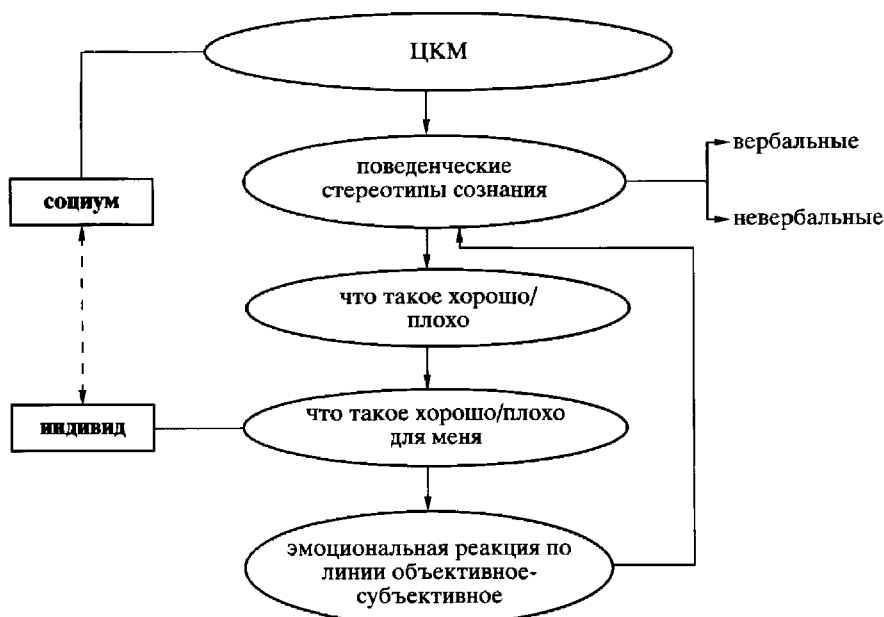 ЦКМ
поведенческие
стереотипы сознания
вербальные
невербальные
социум
что такое хорошо/
плохо
индивид
что такое хорошо/плохо
для меня
эмоциональная реакция по
линии объективное-
субъективное